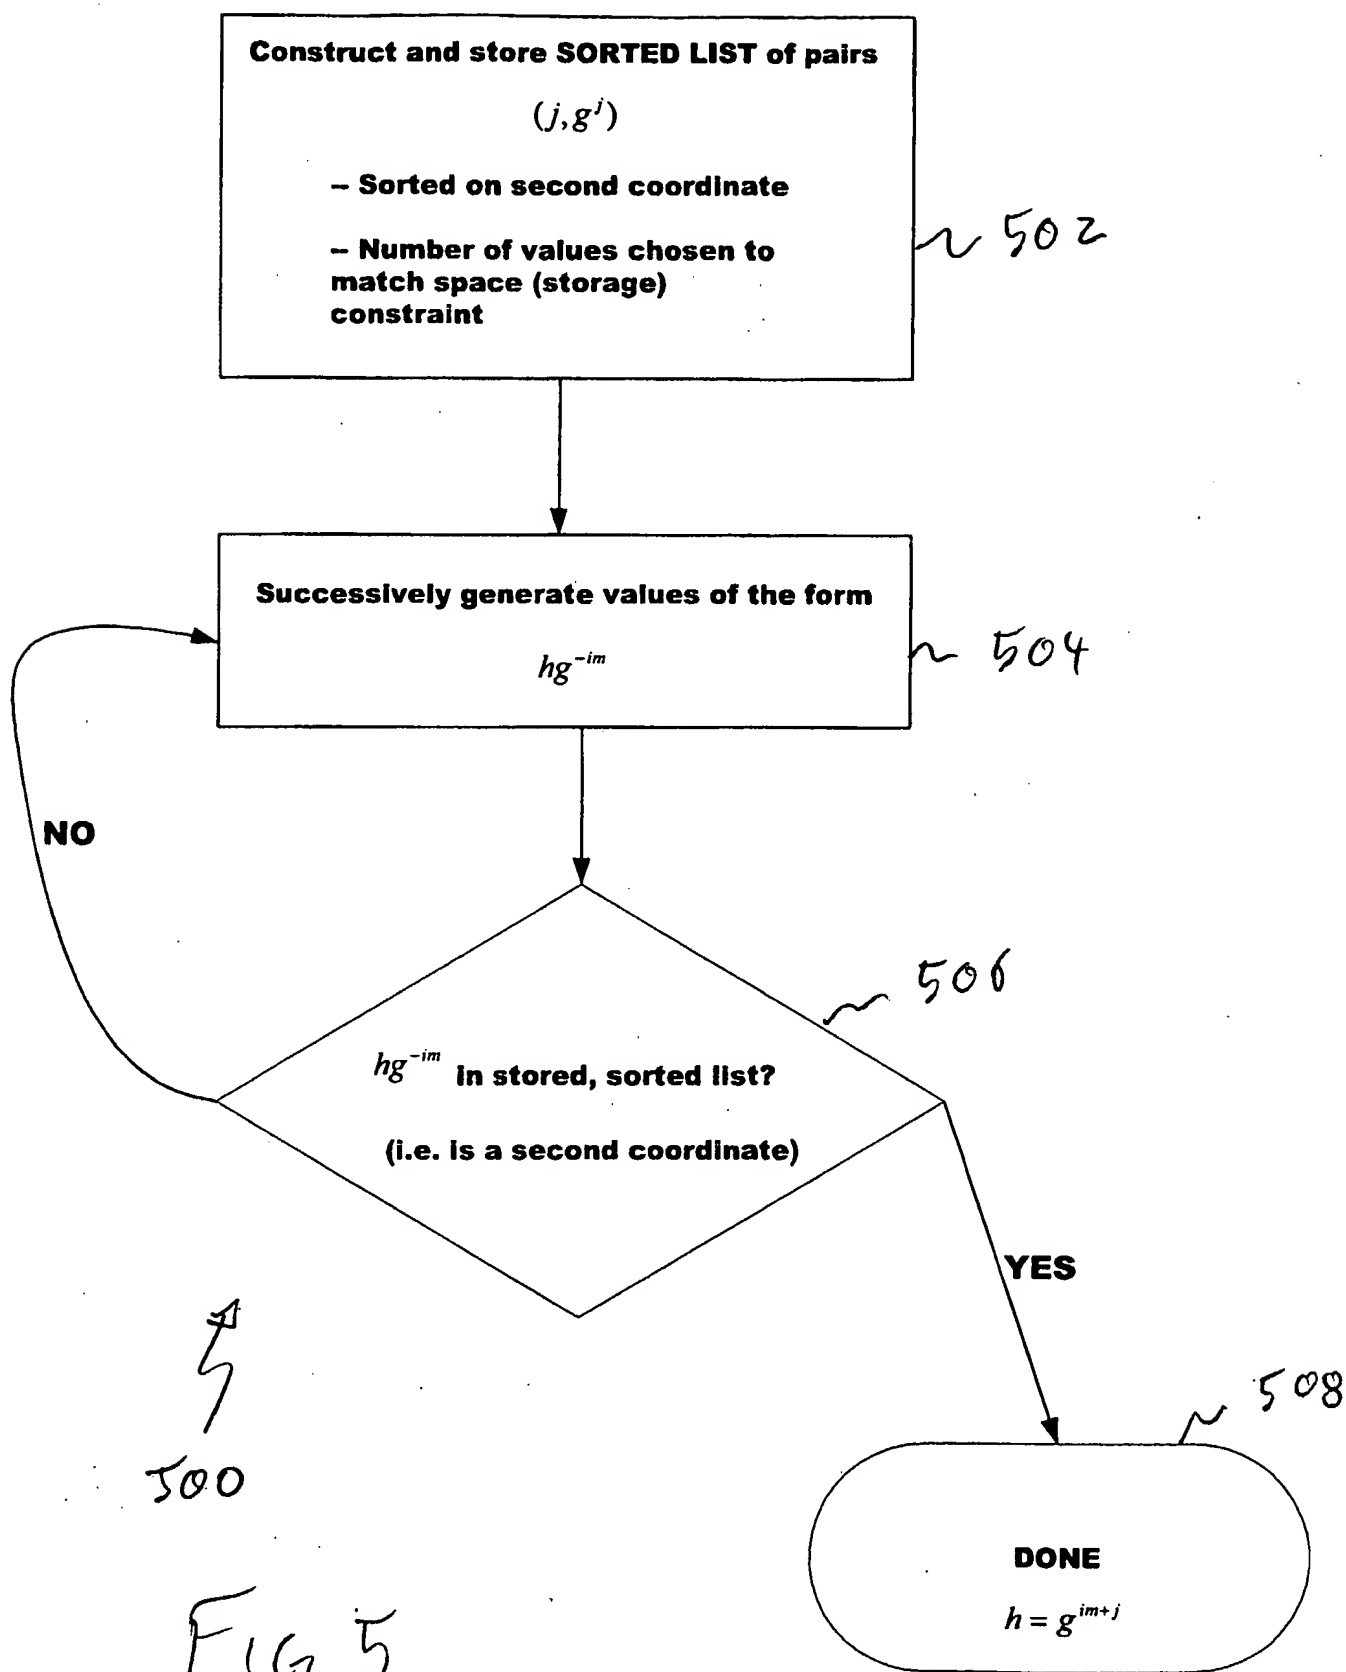 Construct and store SORTED LIST of pairs
(j,g^j)
– Sorted on second coordinate
– Number of values chosen to
match space (storage)
constraint
502
Successively generate values of the form
hg^{-im}
504
NO
506
hg^{-im} in stored, sorted list?
(i.e. is a second coordinate)
YES
500
508
DONE
h = g^{im+j}
FIG 5